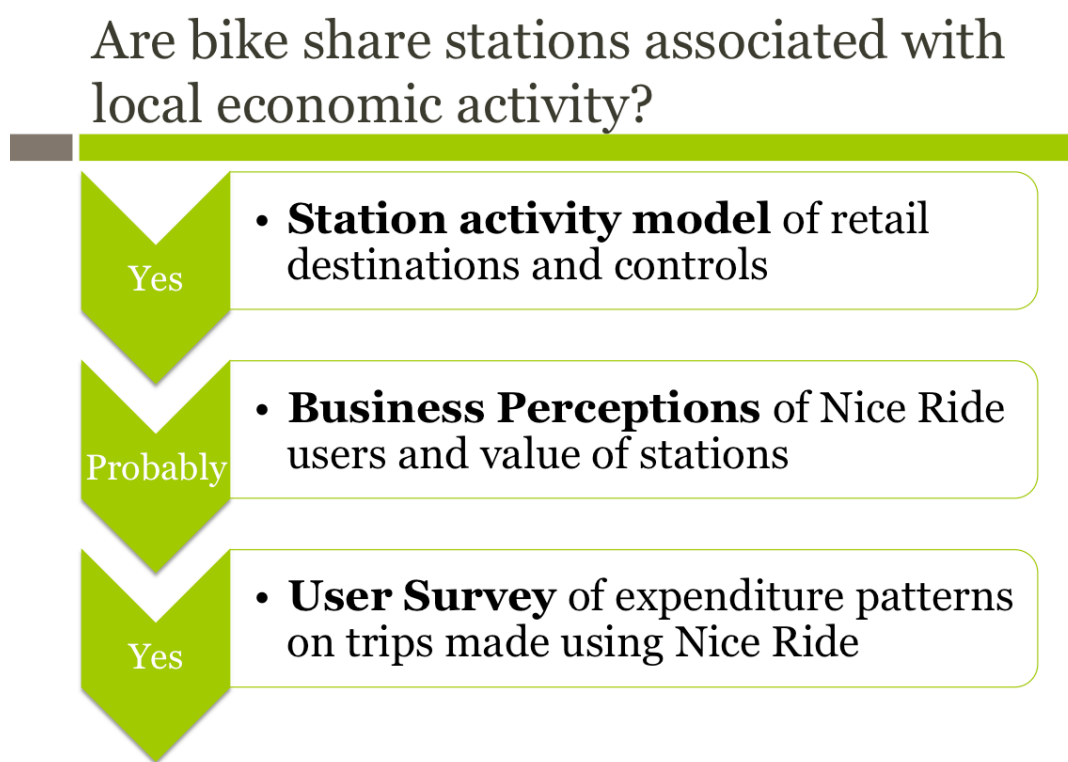 Are bike share stations associated with
local economic activity?
Yes
• Station activity model of retail
destinations and controls
Probably
• Business Perceptions of Nice Ride
users and value of stations
Yes
• User Survey of expenditure patterns
on trips made using Nice Ride